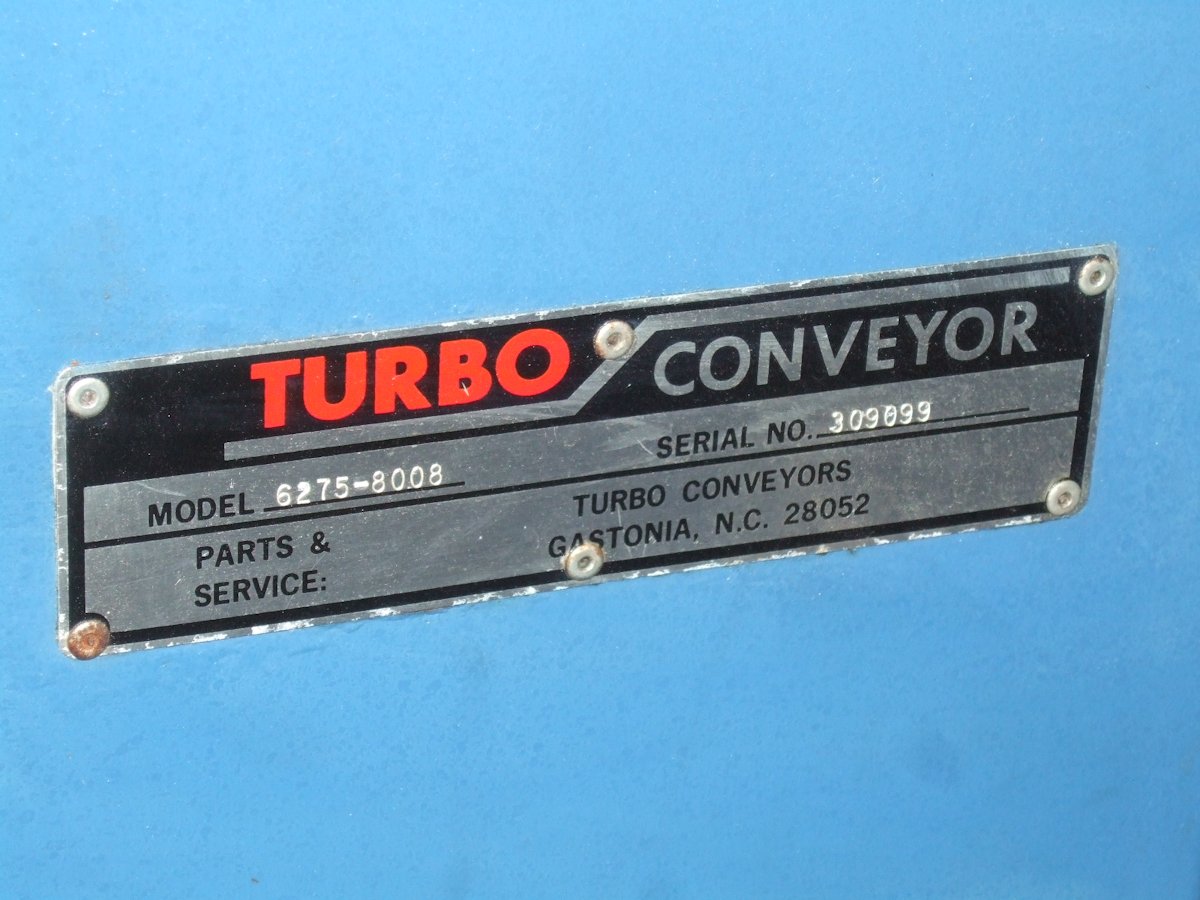 TURBO CONVEYOR
MODEL 6275-8008 SERIAL NO. 309099
PARTS & SERVICE:
TURBO CONVEYORS
GASTONIA, N.C. 28052